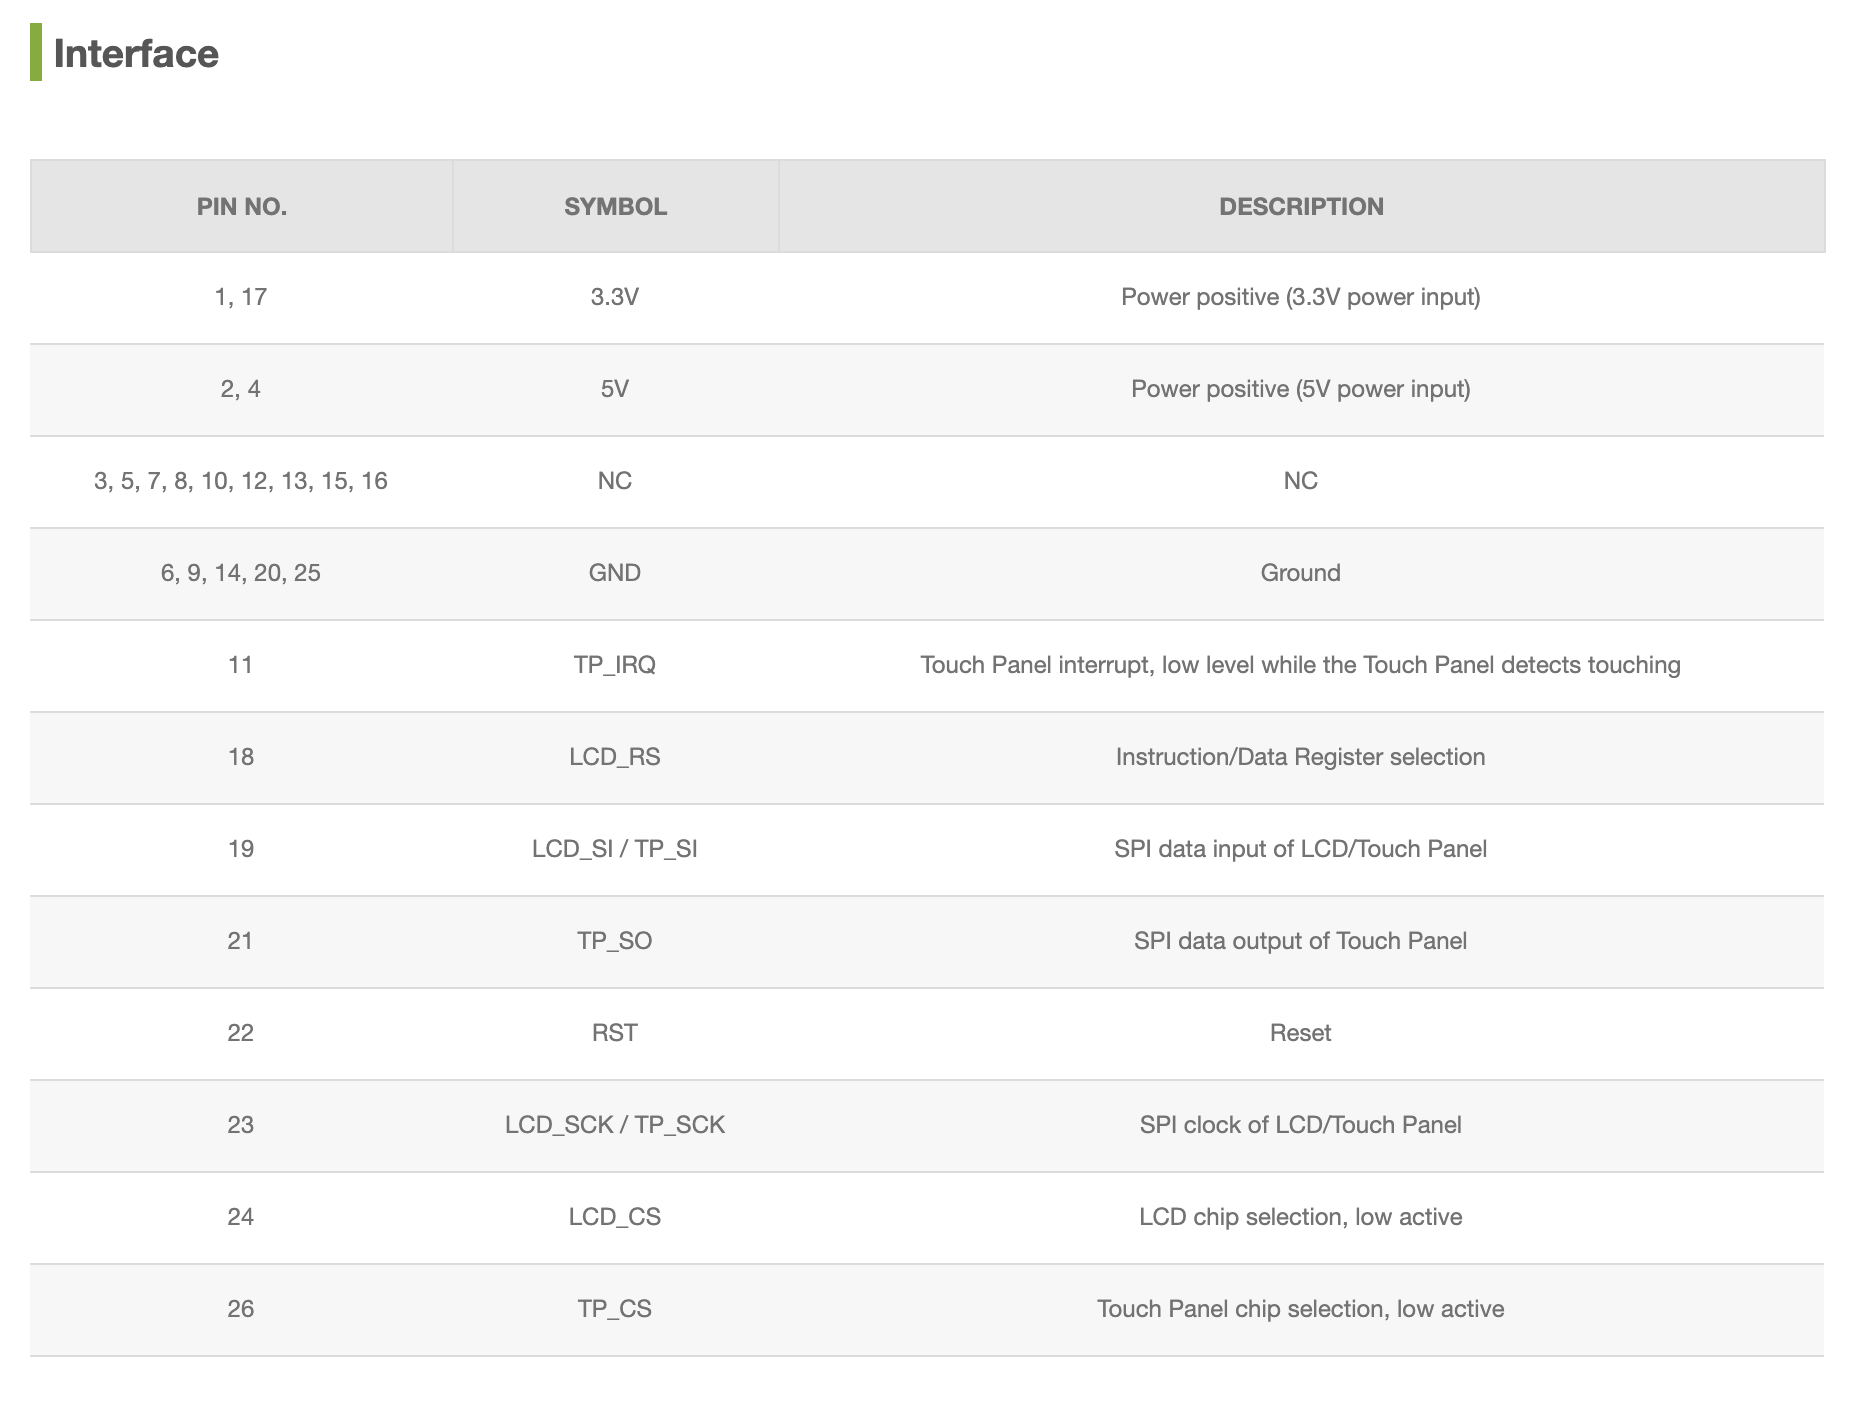 Interface
PIN NO. SYMBOL DESCRIPTION
1, 17 3.3V Power positive (3.3V power input)
2, 4 5V Power positive (5V power input)
3, 5, 7, 8, 10, 12, 13, 15, 16 NC NC
6, 9, 14, 20, 25 GND Ground
11 TP_IRQ Touch Panel interrupt, low level while the Touch Panel detects touching
18 LCD_RS Instruction/Data Register selection
19 LCD_SI / TP_SI SPI data input of LCD/Touch Panel
21 TP_SO SPI data output of Touch Panel
22 RST Reset
23 LCD_SCK / TP_SCK SPI clock of LCD/Touch Panel
24 LCD_CS LCD chip selection, low active
26 TP_CS Touch Panel chip selection, low active